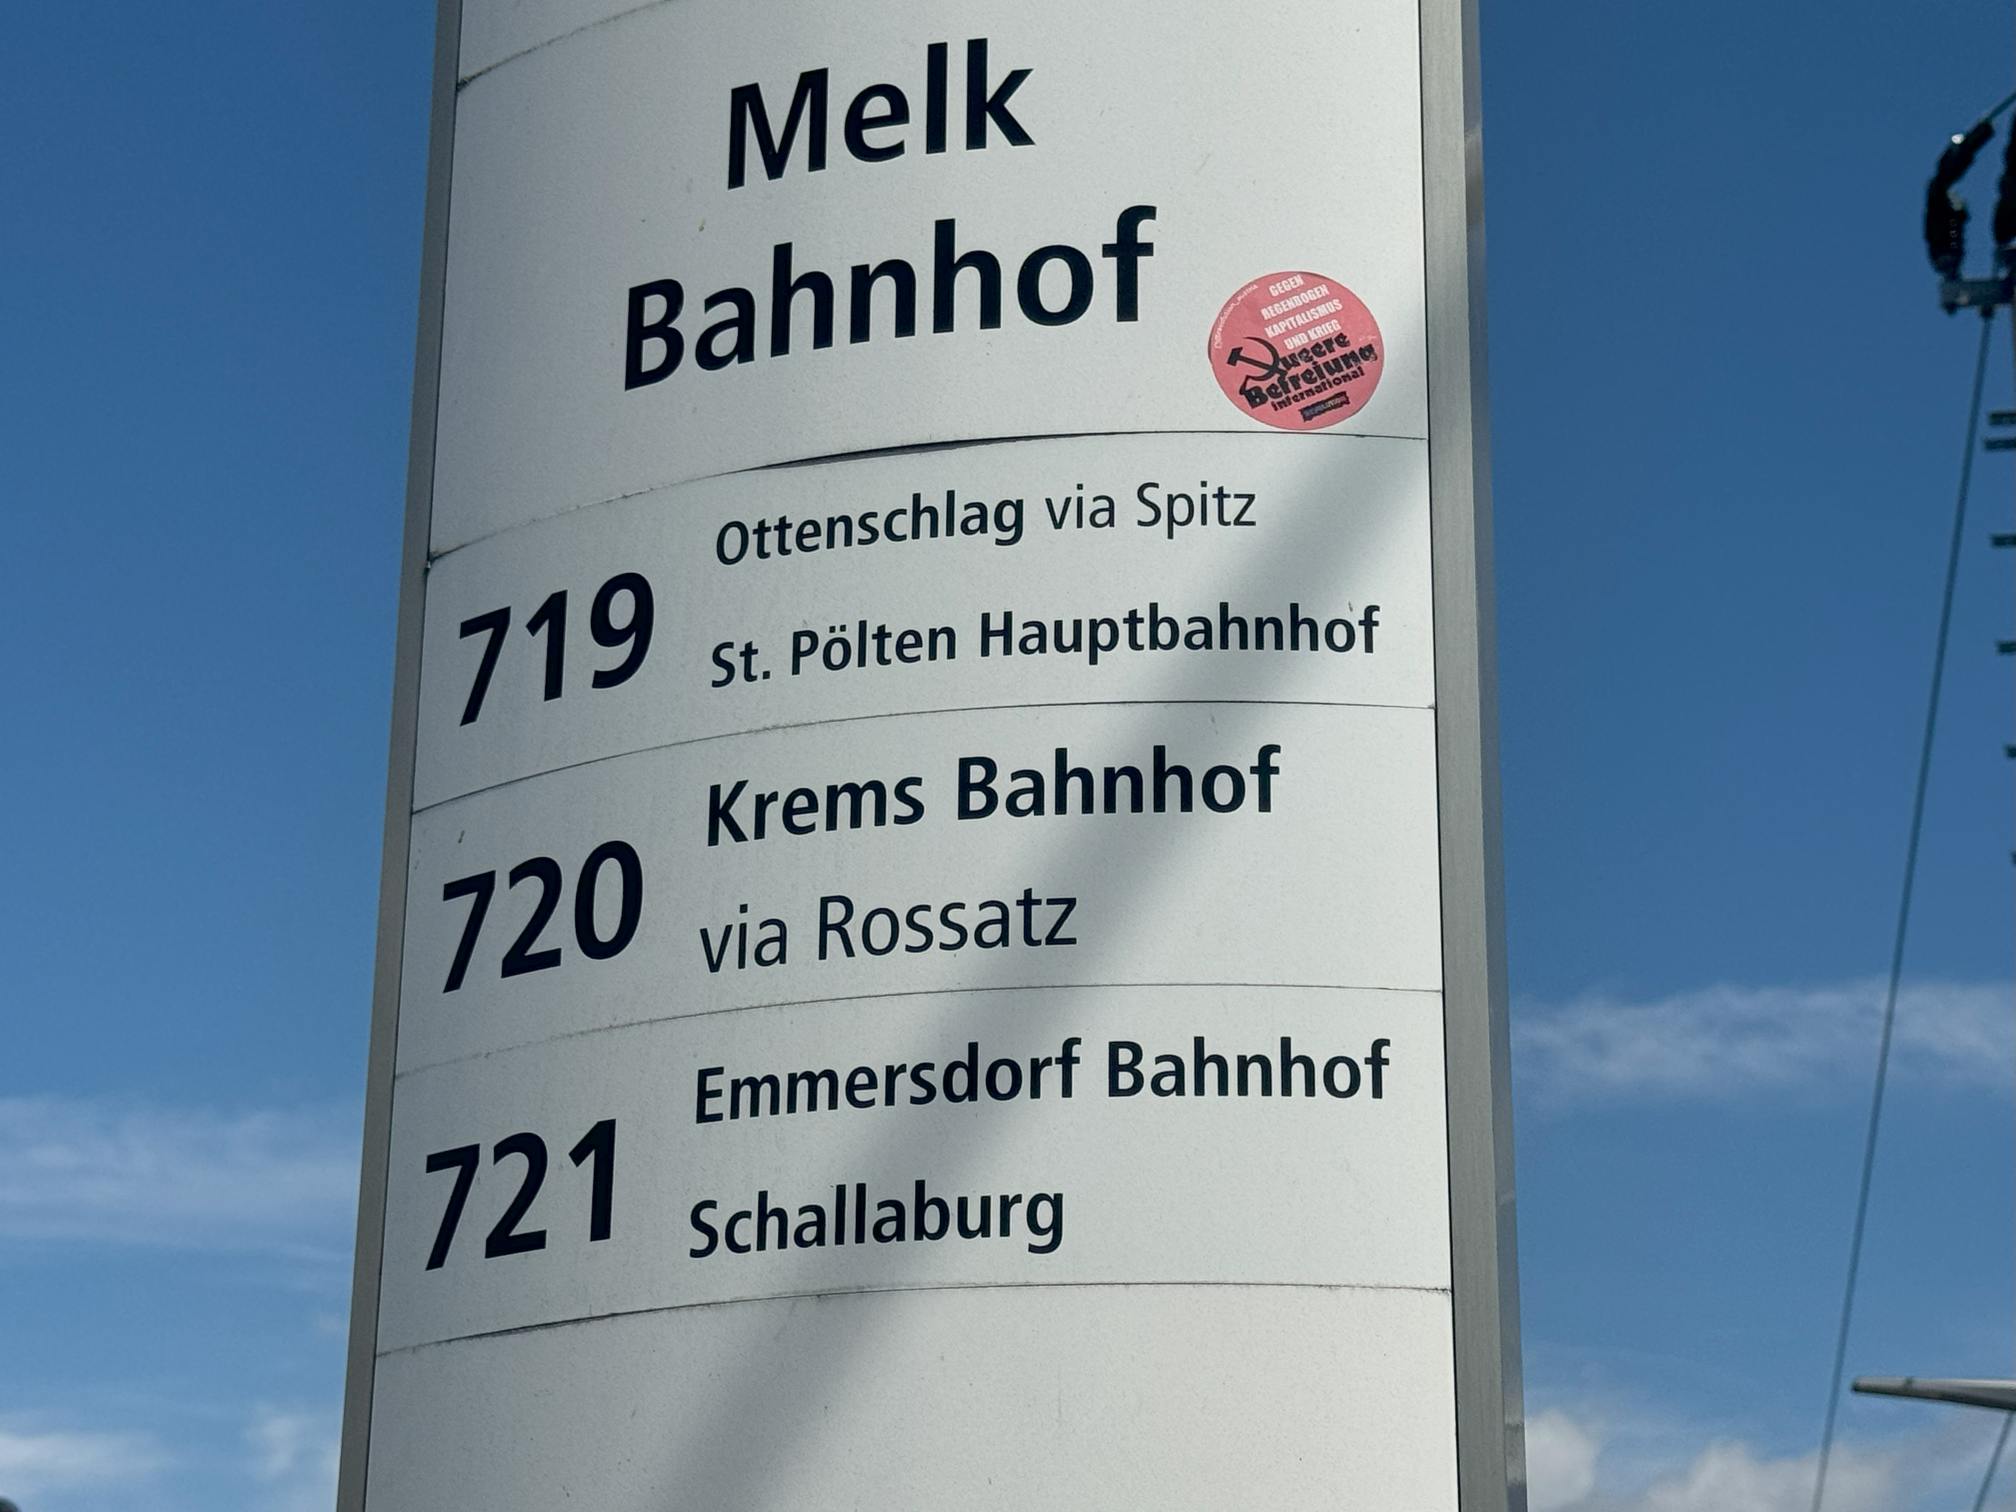 Melk
Bahnhof
GEGEN
REGENBOGEN
KAPITALISMUS
UND KRIEG
Queere
Befreiung
international
719
Ottenschlag via Spitz
St. Pölten Hauptbahnhof
720
Krems Bahnhof
via Rossatz
721
Emmersdorf Bahnhof
Schallaburg